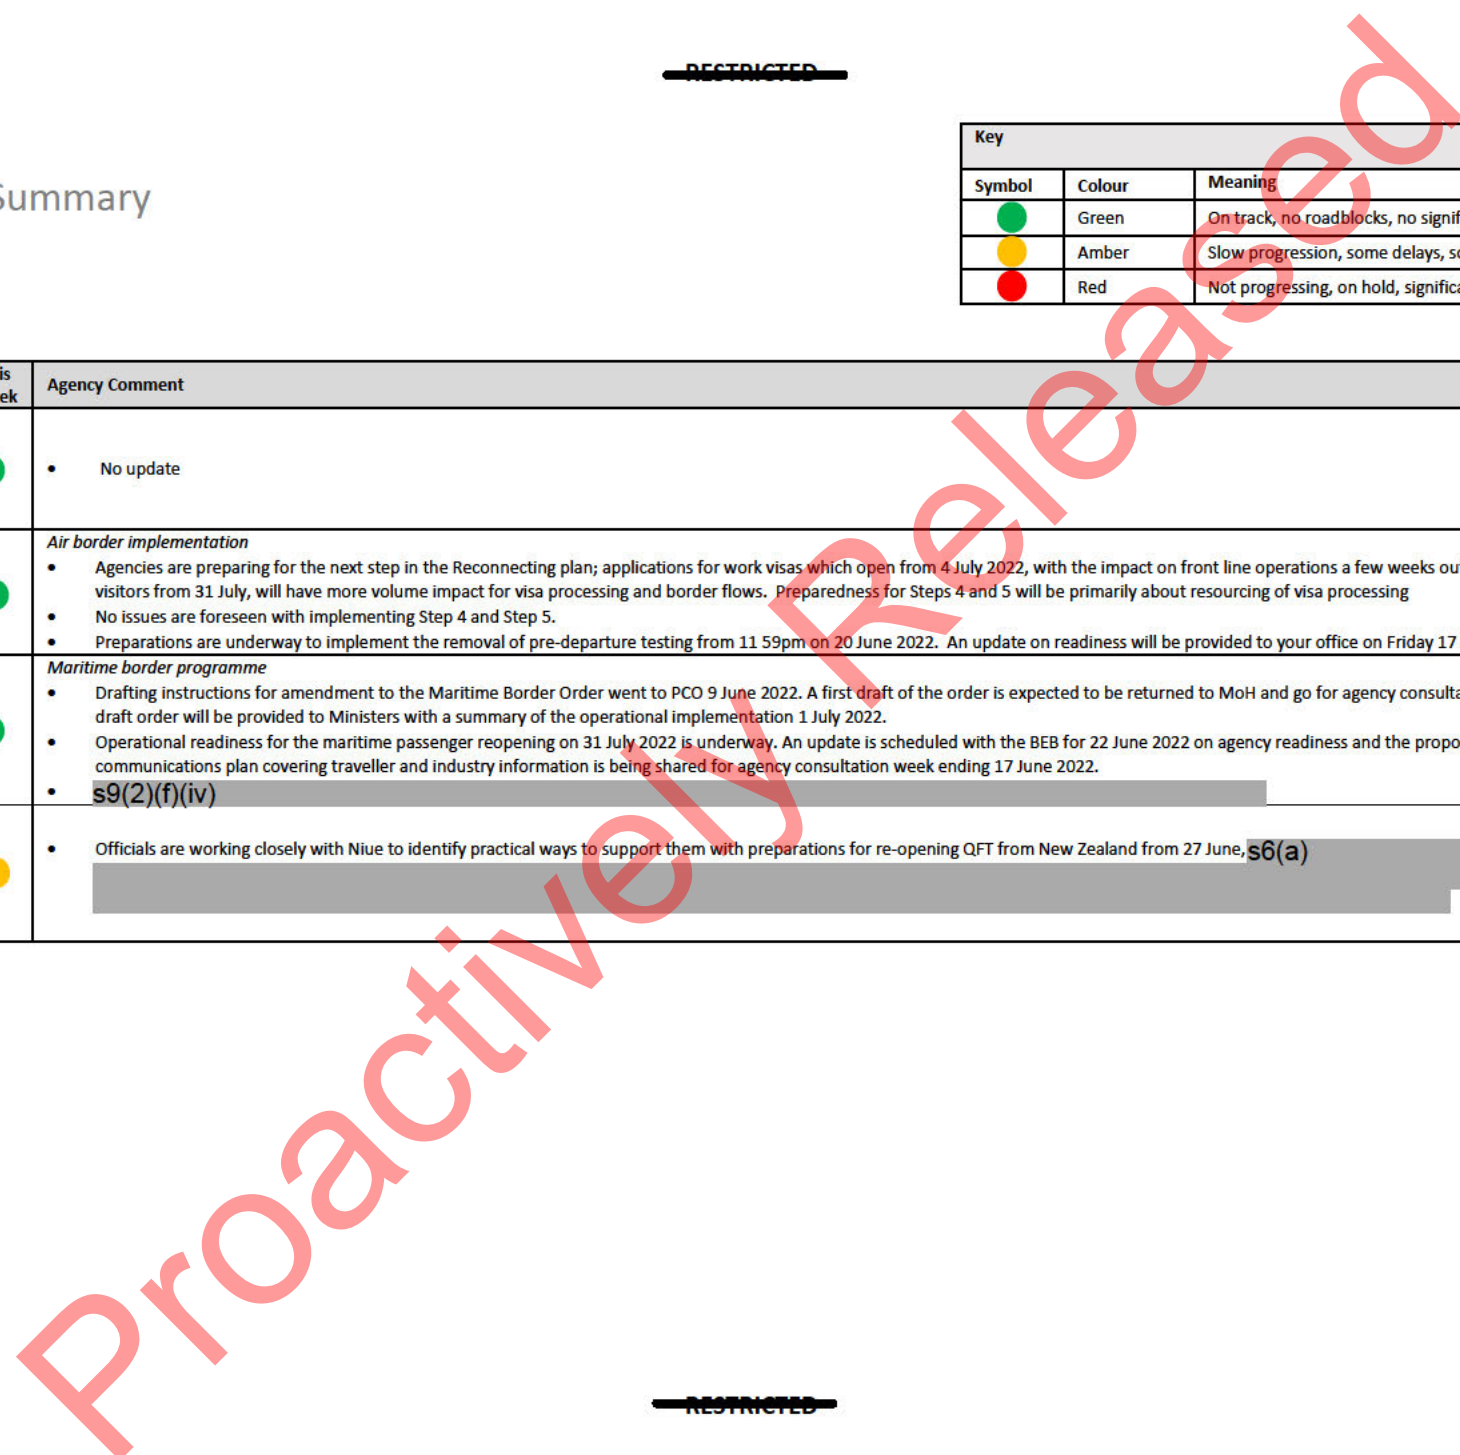 RESTRICTED
Summary
Key
Symbol Colour Meaning
Green On track, no roadblocks, no signif
Amber Slow progression, some delays, so
Red Not progressing, on hold, significa
is
ek
Agency Comment
• No update
Air border implementation
• Agencies are preparing for the next step in the Reconnecting plan; applications for work visas which open from 4 July 2022, with the impact on front line operations a few weeks ou
visitors from 31 July, will have more volume impact for visa processing and border flows. Preparedness for Steps 4 and 5 will be primarily about resourcing of visa processing
• No issues are foreseen with implementing Step 4 and Step 5.
• Preparations are underway to implement the removal of pre-departure testing from 11 59pm on 20 June 2022. An update on readiness will be provided to your office on Friday 17
Maritime border programme
• Drafting instructions for amendment to the Maritime Border Order went to PCO 9 June 2022. A first draft of the order is expected to be returned to MoH and go for agency consulta
draft order will be provided to Ministers with a summary of the operational implementation 1 July 2022.
• Operational readiness for the maritime passenger reopening on 31 July 2022 is underway. An update is scheduled with the BEB for 22 June 2022 on agency readiness and the propo
communications plan covering traveller and industry information is being shared for agency consultation week ending 17 June 2022.
• s9(2)(f)(iv)
• Officials are working closely with Niue to identify practical ways to support them with preparations for re-opening QFT from New Zealand from 27 June, s6(a)
Proactively Released
RESTRICTED